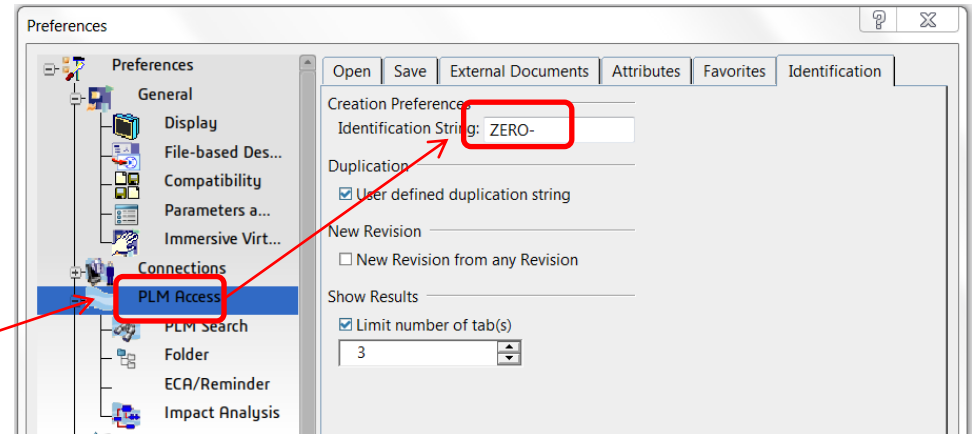 Preferences
Preferences
General
Display
File-based Des...
Compatibility
Parameters a...
Immersive Virt...
Connections
PLM Access
PLM Search
Folder
ECA/Reminder
Impact Analysis
Open Save External Documents Attributes Favorites Identification
Creation Preferences
Identification String: ZERO-
Duplication
User defined duplication string
New Revision
New Revision from any Revision
Show Results
Limit number of tab(s)
3